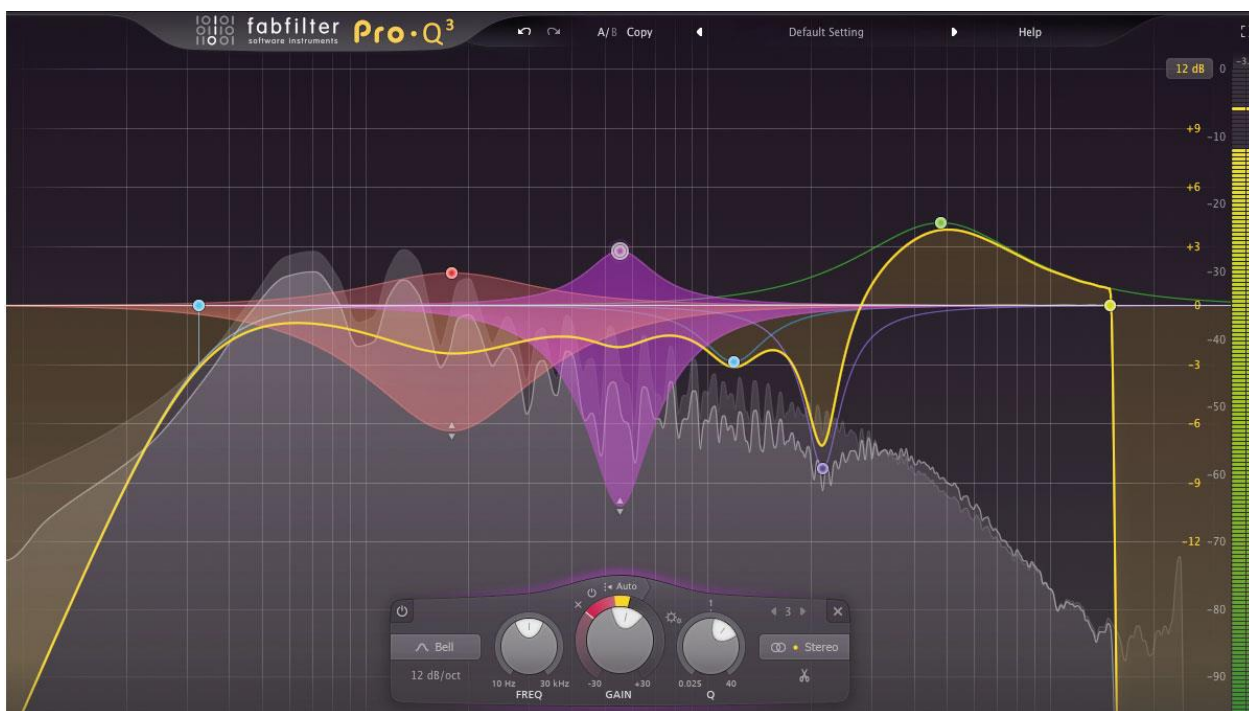 fabfilter Pro·Q³
software instruments
A/B Copy
Default Setting
Help
12 dB 0 -3.
+9
-10
+6
-20
+3
-30
0
-40
-3
-50
-6
-60
-9
-12 -70
-80
-90
Auto
1
3
Bell
Stereo
12 dB/oct
10 Hz 30 kHz
-30 +30
0.025 40
FREQ
GAIN
Q